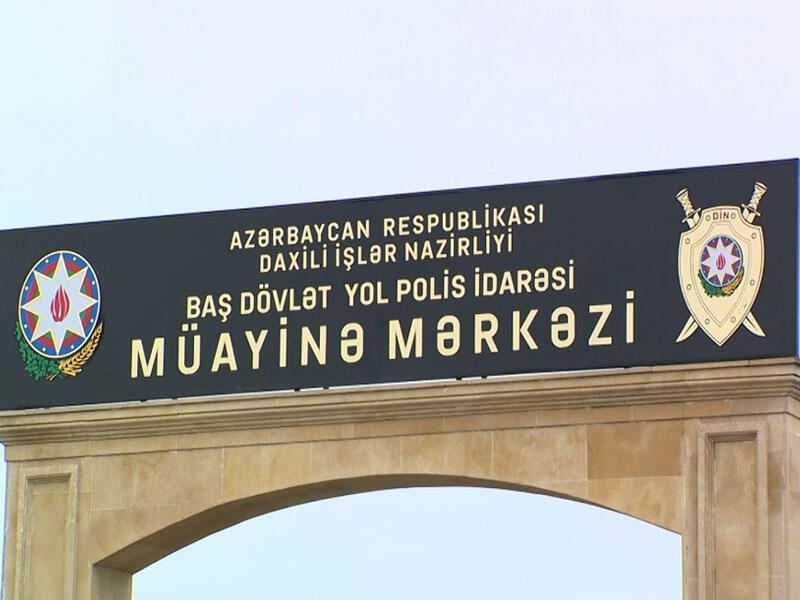 AZƏRBAYCAN RESPUBLİKASI
DAXİLİ İŞLƏR NAZİRLİYİ
BAŞ DÖVLƏT YOL POLİS İDARƏSİ
MÜAYİNƏ MƏRKƏZİ
DİN